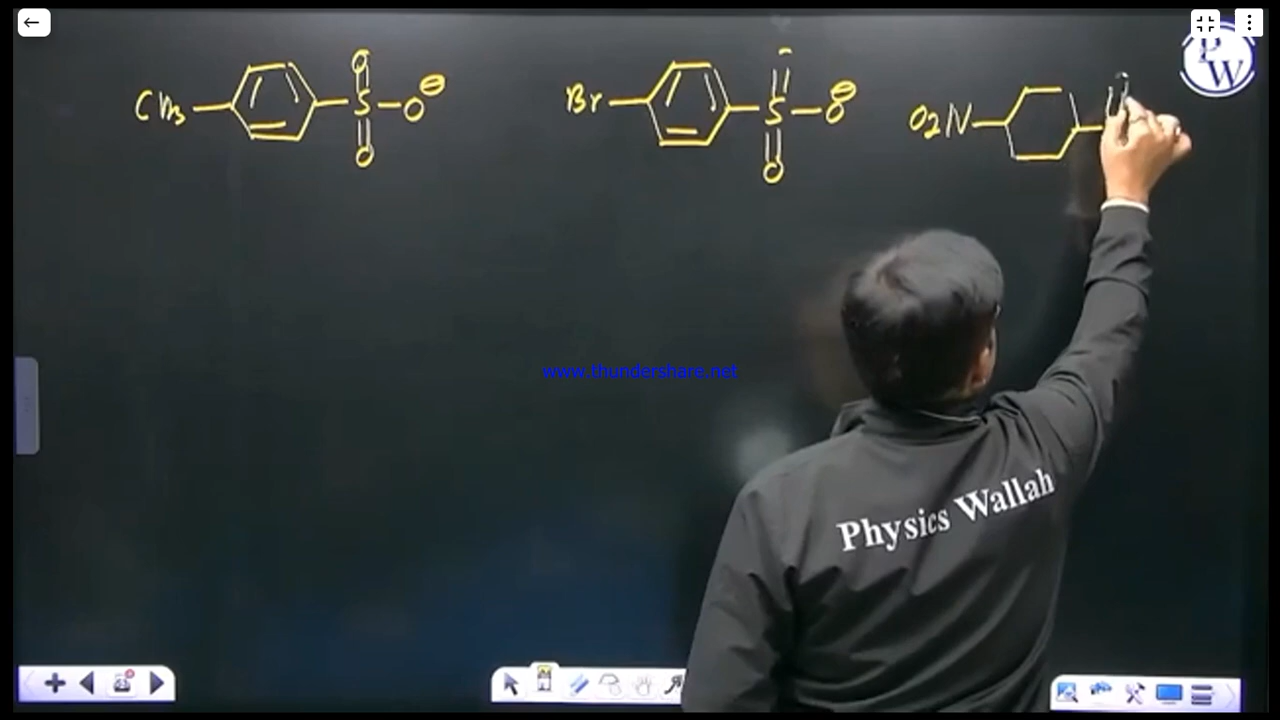 CH₃ S O O O⊖
Br S O O⊖
O₂N
PW
www.thundershare.net
Physics Wallah